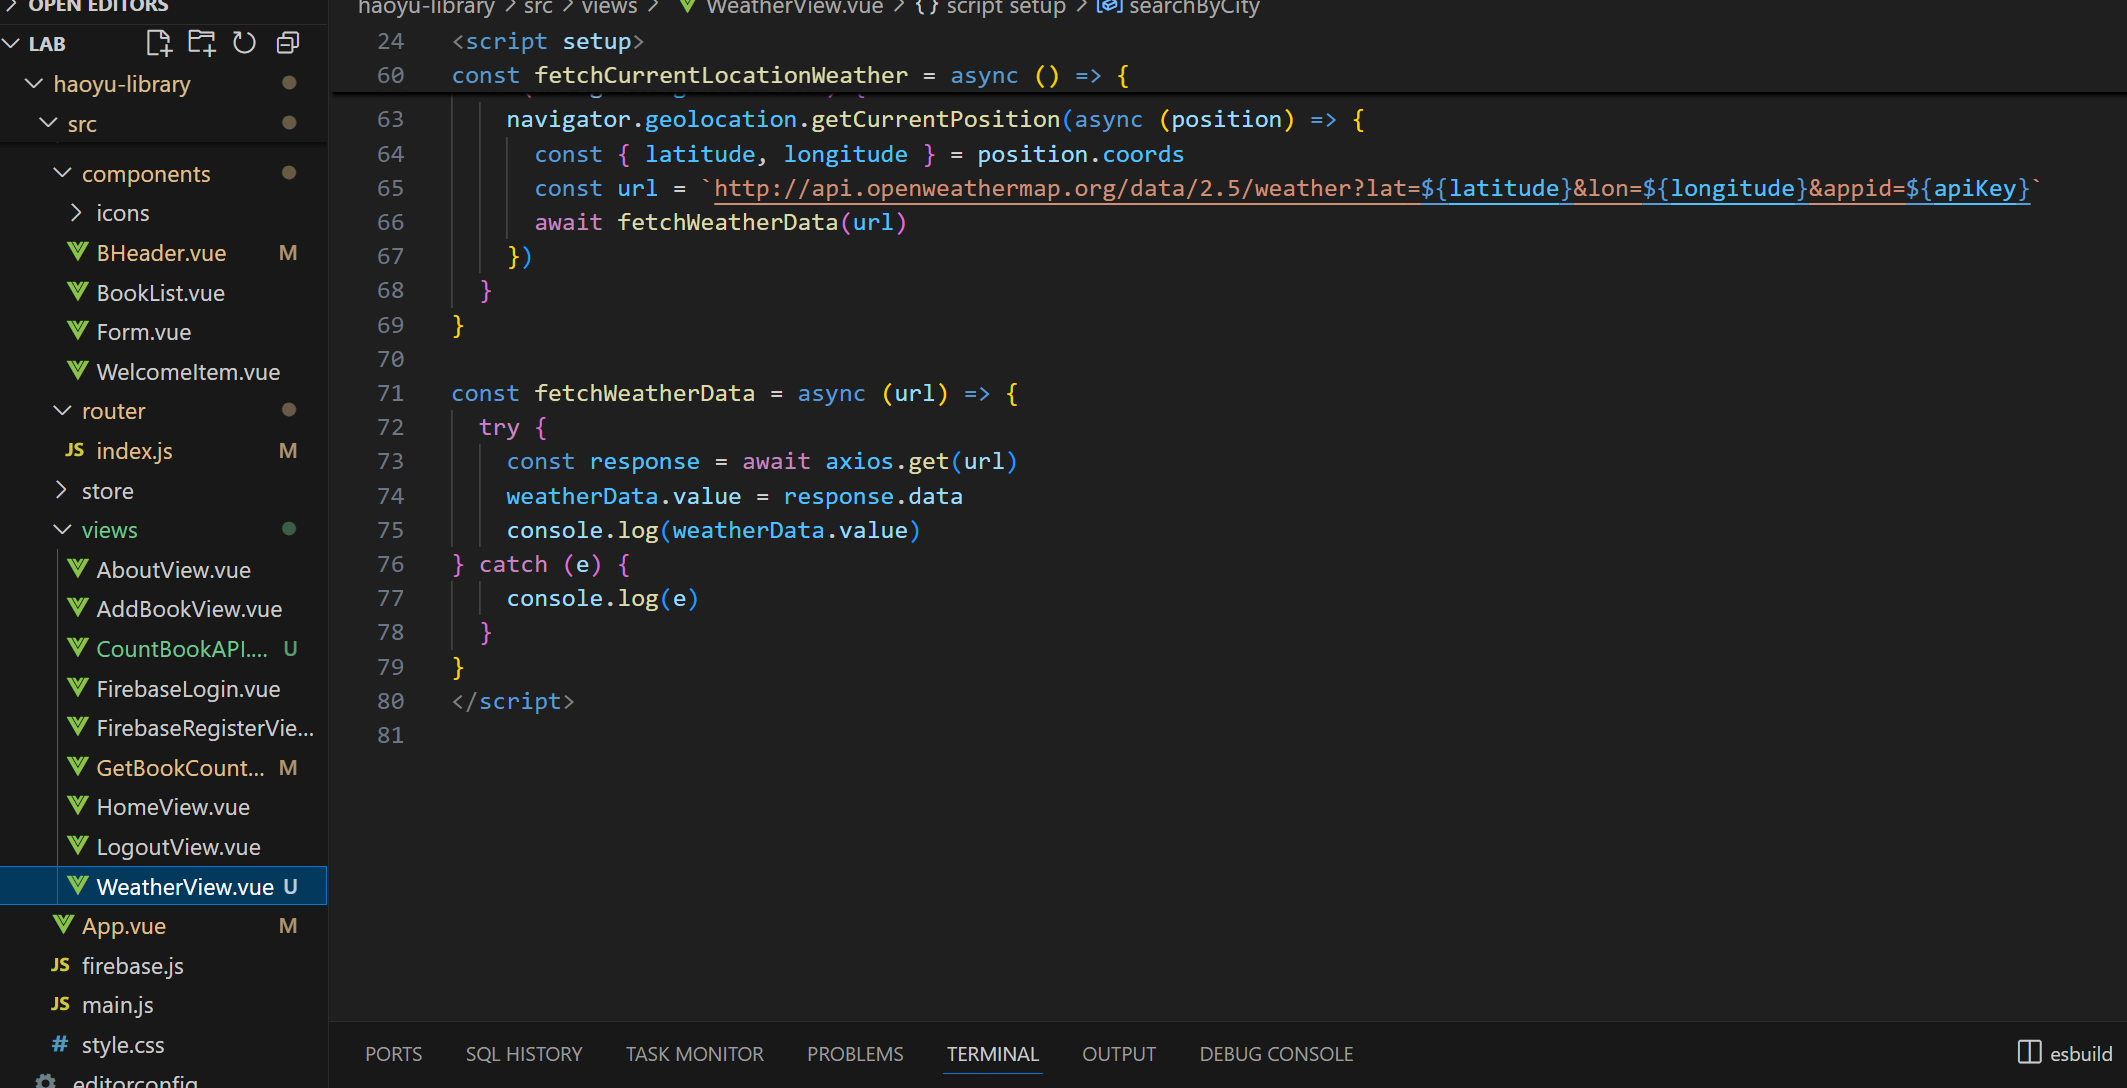 OPEN EDITORS
LAB
haoyu-library
src
components
icons
BHeader.vue M
BookList.vue
Form.vue
WelcomeItem.vue
router
JS index.js M
store
views
AboutView.vue
AddBookView.vue
CountBookAPI.... U
FirebaseLogin.vue
FirebaseRegisterVie...
GetBookCount... M
HomeView.vue
LogoutView.vue
WeatherView.vue U
App.vue M
JS firebase.js
JS main.js
# style.css
editorconfig
haoyu-library > src > views > WeatherView.vue > {} script setup > searchByCity
24 <script setup>
60 const fetchCurrentLocationWeather = async () => {
63 navigator.geolocation.getCurrentPosition(async (position) => {
64 const { latitude, longitude } = position.coords
65 const url = `http://api.openweathermap.org/data/2.5/weather?lat=${latitude}&lon=${longitude}&appid=${apiKey}`
66 await fetchWeatherData(url)
67 })
68 }
69 }
70
71 const fetchWeatherData = async (url) => {
72 try {
73 const response = await axios.get(url)
74 weatherData.value = response.data
75 console.log(weatherData.value)
76 } catch (e) {
77 console.log(e)
78 }
79 }
80 </script>
81
PORTS SQL HISTORY TASK MONITOR PROBLEMS TERMINAL OUTPUT DEBUG CONSOLE
esbuild